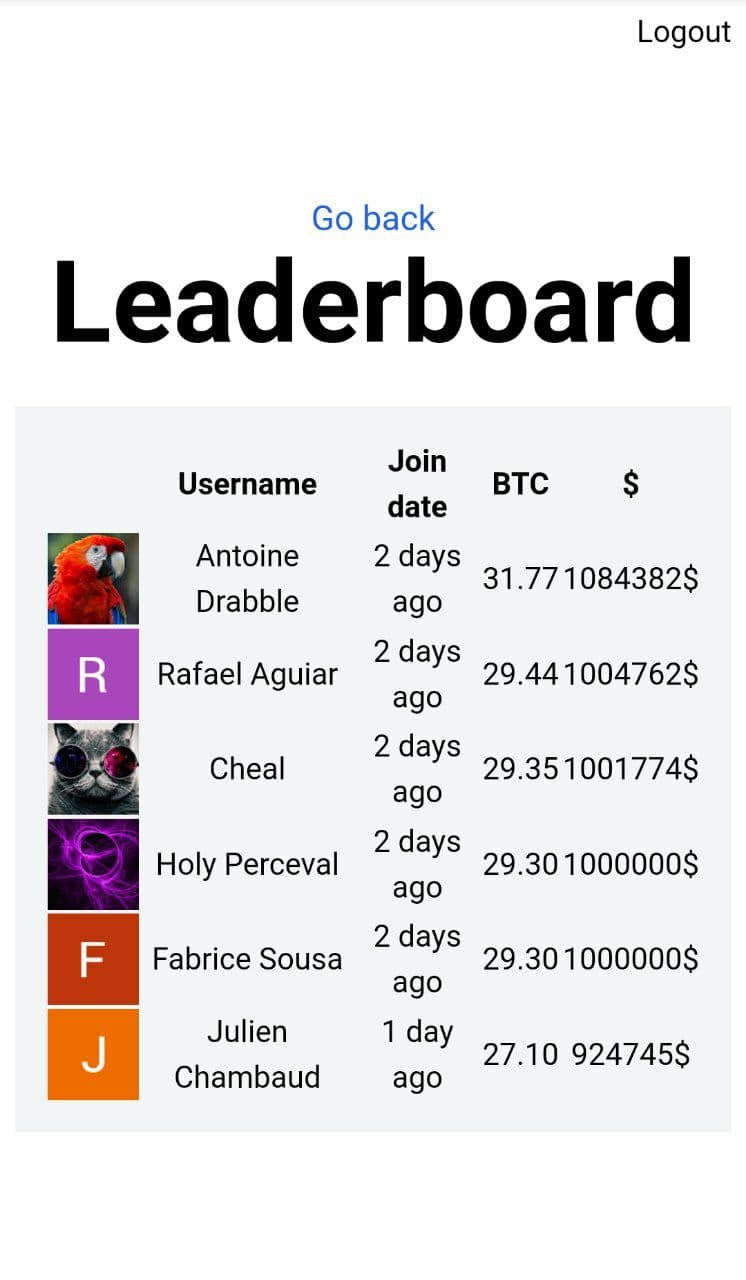 Logout
Go back
Leaderboard
Username Join date BTC $
Antoine Drabble 2 days ago 31.77 1084382$
R Rafael Aguiar 2 days ago 29.44 1004762$
Cheal 2 days ago 29.35 1001774$
Holy Perceval 2 days ago 29.30 1000000$
F Fabrice Sousa 2 days ago 29.30 1000000$
J Julien Chambaud 1 day ago 27.10 924745$